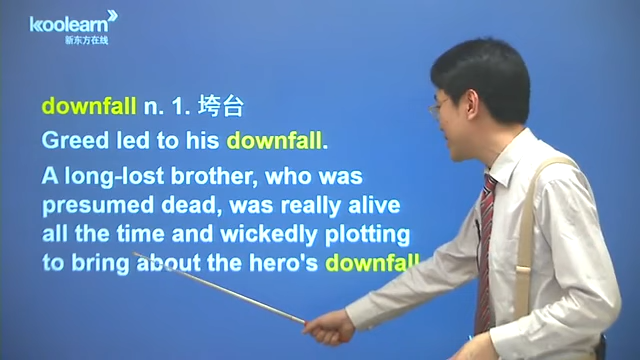 koolearn
新东方在线
downfall n. 1. 垮台
Greed led to his downfall.
A long-lost brother, who was
presumed dead, was really alive
all the time and wickedly plotting
to bring about the hero's downfall